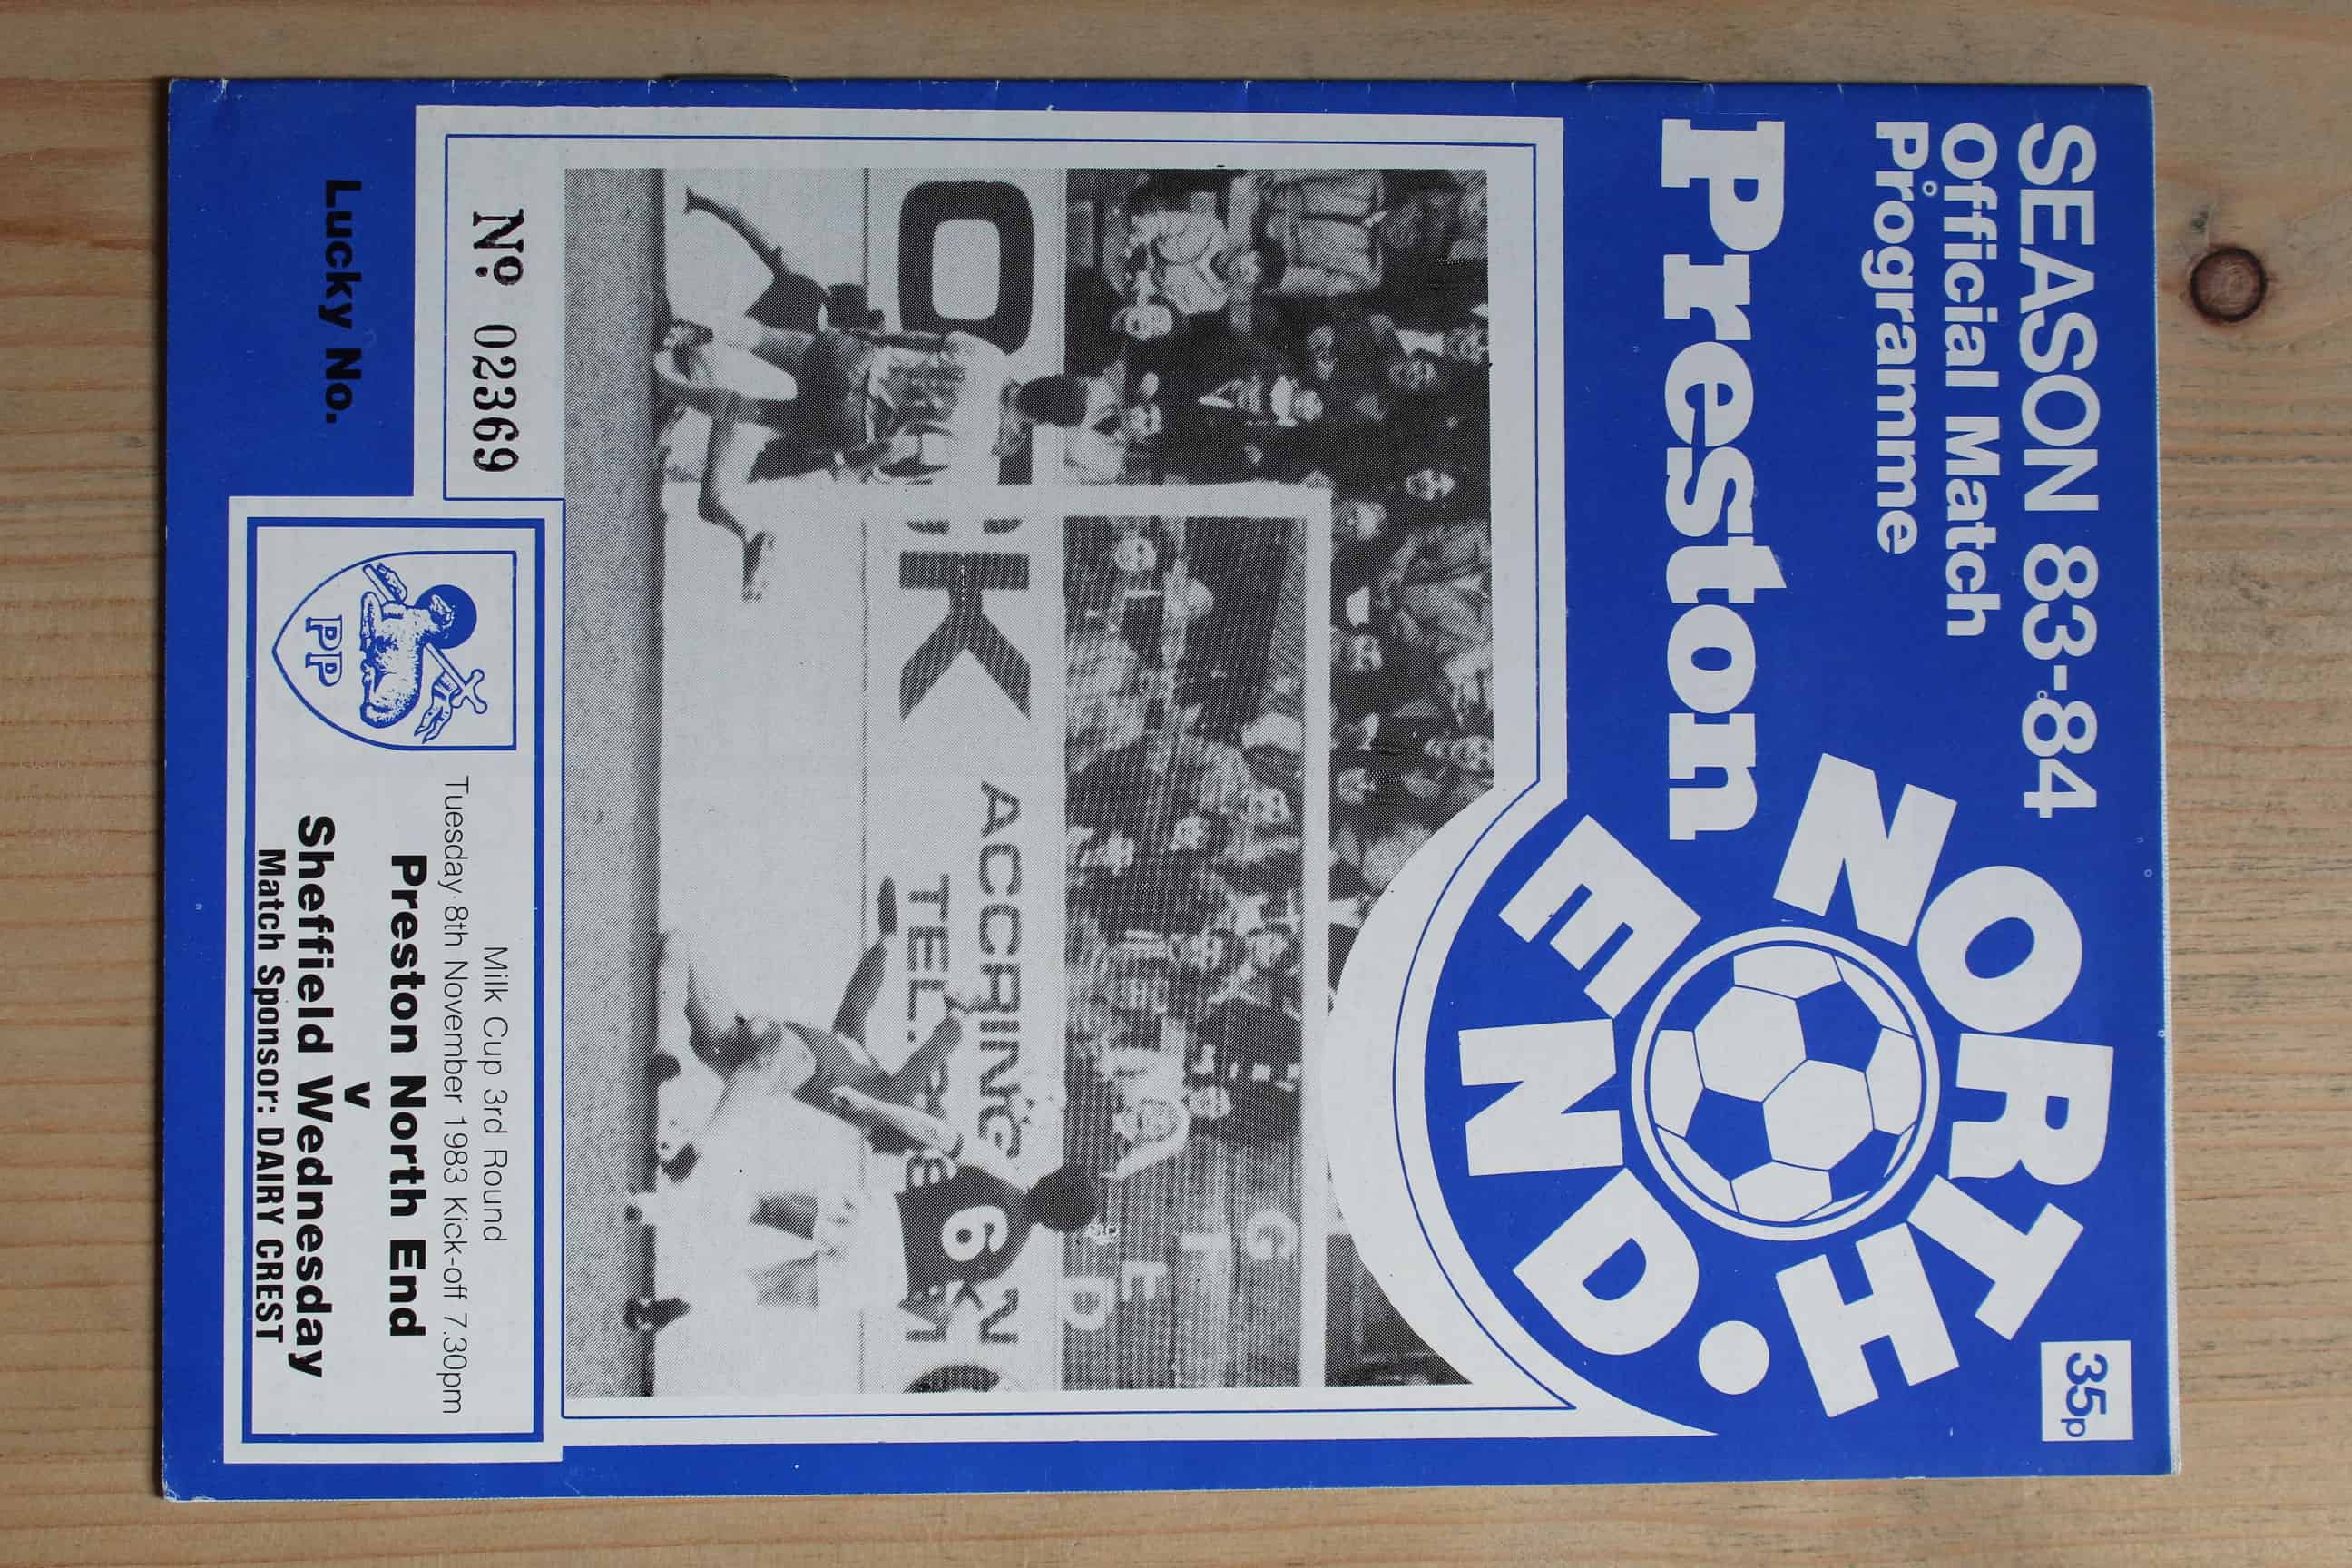 SEASON 83-84
Official Match
Programme
35p
Preston
NORTH
END.
OK
ACCRING
TEL.
6
G
E
D
Nº 02369
Lucky No.
PP
Milk Cup 3rd Round
Tuesday 8th November 1983 Kick-off 7.30pm
Preston North End
v
Sheffield Wednesday
Match Sponsor: DAIRY CREST